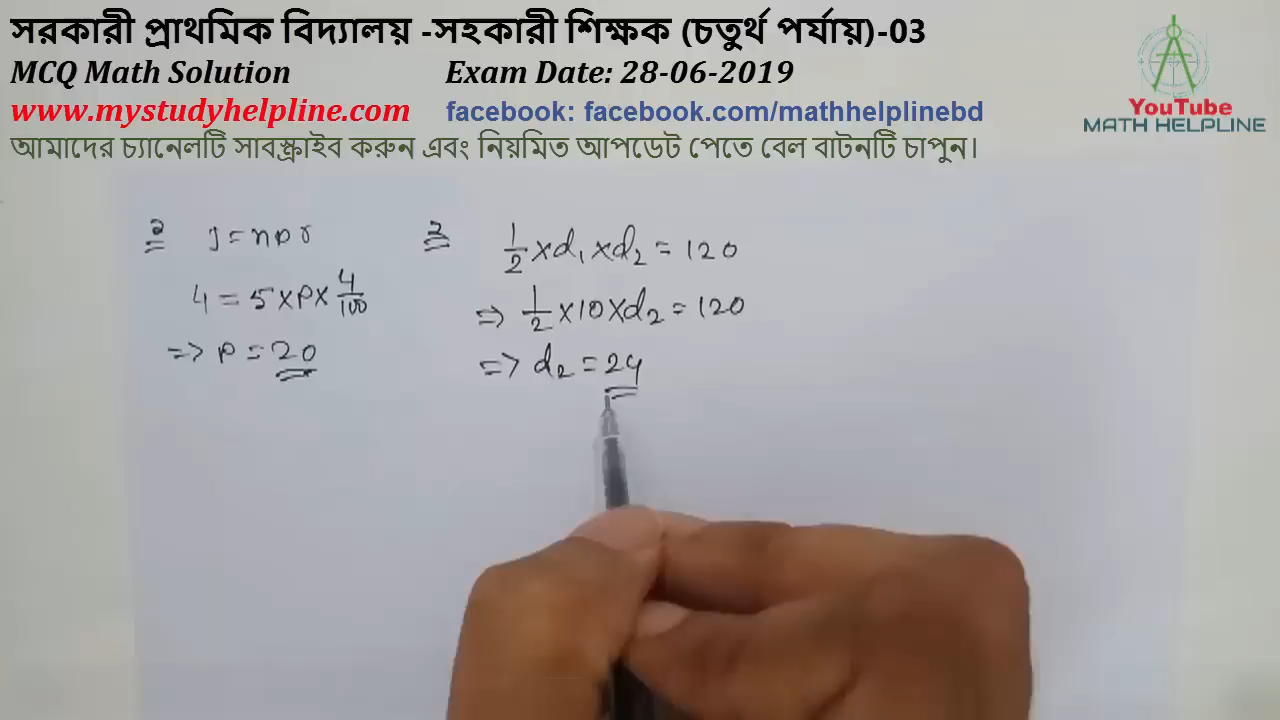 সরকারী প্রাথমিক বিদ্যালয় -সহকারী শিক্ষক (চতুর্থ পর্যায়)-03
MCQ Math Solution Exam Date: 28-06-2019
www.mystudyhelpline.com facebook: facebook.com/mathhelplinebd
YouTube
MATH HELPLINE
আমাদের চ্যানেলটি সাবস্ক্রাইব করুন এবং নিয়মিত আপডেট পেতে বেল বাটনটি চাপুন।
I = npr
4 = 5 × P × 4/100
=> P = 20
2
1/2 × d₁ × d₂ = 120
=> 1/2 × 10 × d₂ = 120
=> d₂ = 24